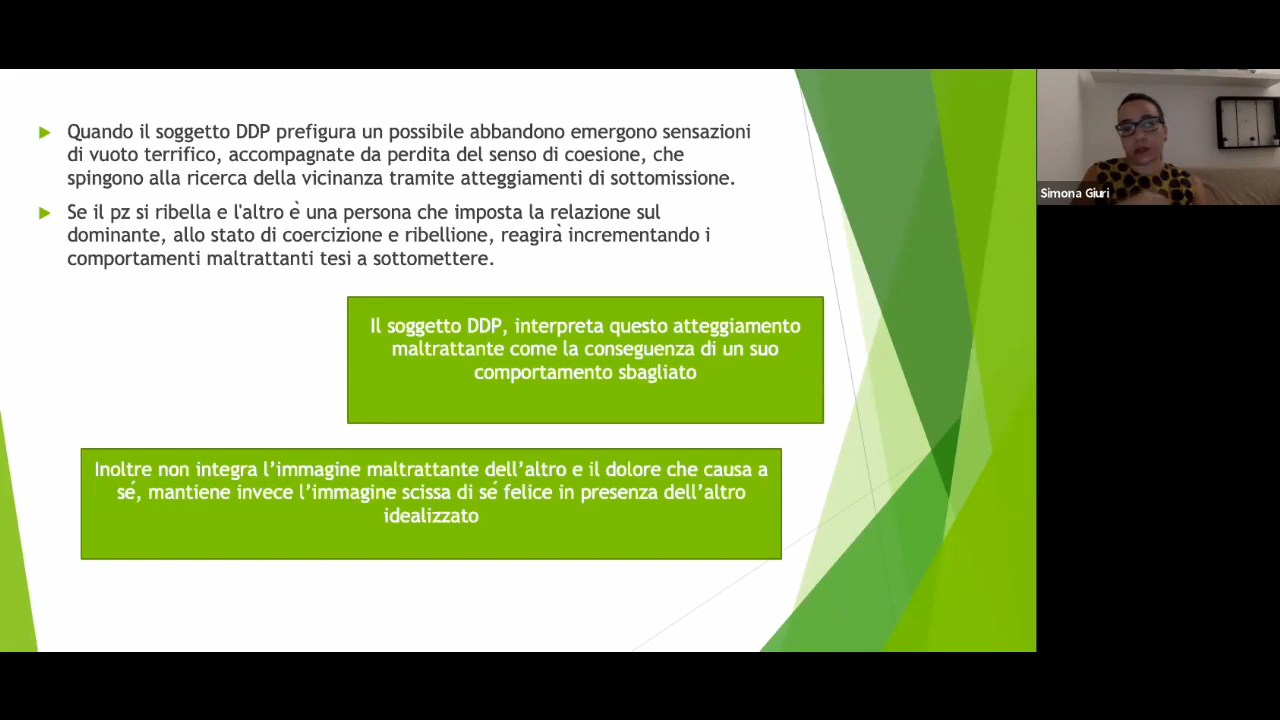 Quando il soggetto DDP prefigura un possibile abbandono emergono sensazioni
di vuoto terrifico, accompagnate da perdita del senso di coesione, che
spingono alla ricerca della vicinanza tramite atteggiamenti di sottomissione.
Se il pz si ribella e l'altro è una persona che imposta la relazione sul
dominante, allo stato di coercizione e ribellione, reagirà incrementando i
comportamenti maltrattanti tesi a sottomettere.
Il soggetto DDP, interpreta questo atteggiamento
maltrattante come la conseguenza di un suo
comportamento sbagliato
Inoltre non integra l’immagine maltrattante dell’altro e il dolore che causa a
sé, mantiene invece l’immagine scissa di sé felice in presenza dell’altro
idealizzato
Simona Giuri